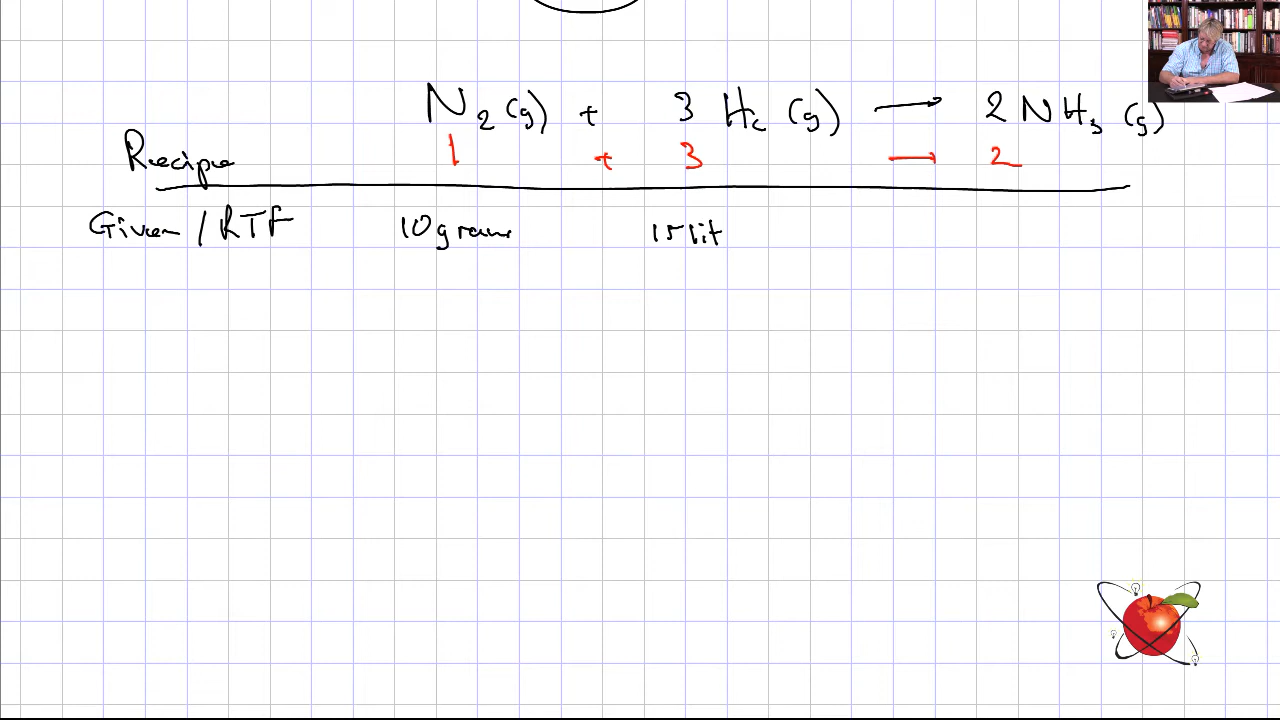 N2 (g) + 3 H2 (g) → 2 NH3 (g)
Recipe 1 + 3 → 2
Given / RTF 10 grams 15 lit